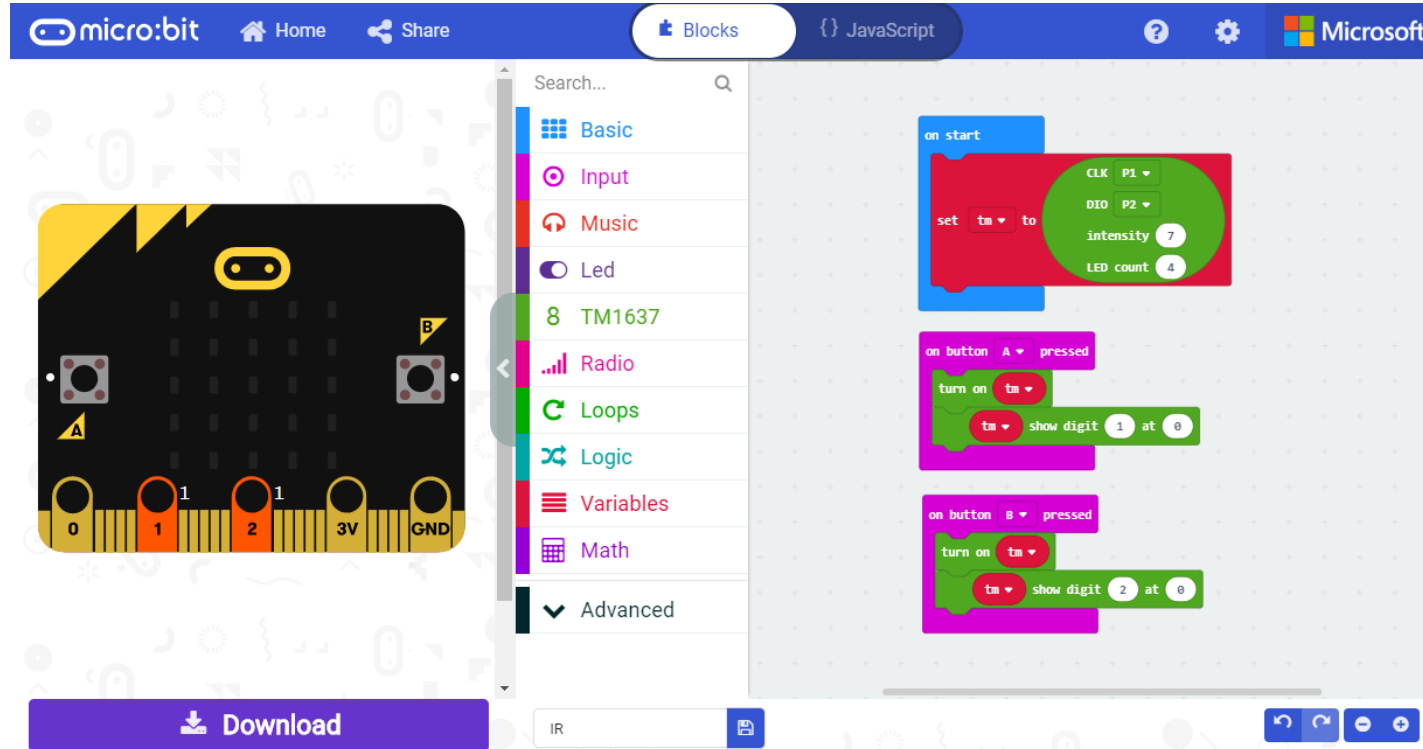 micro:bit Home Share Blocks {} JavaScript ? Microsoft
Search...
Basic
Input
Music
Led
8 TM1637
Radio
Loops
Logic
Variables
Math
Advanced
B
A
1 1
0 1 2 3V GND
on start
CLK P1
DIO P2
set tm to
intensity 7
LED count 4
on button A pressed
turn on tm
tm show digit 1 at 0
on button B pressed
turn on tm
tm show digit 2 at 0
Download
IR